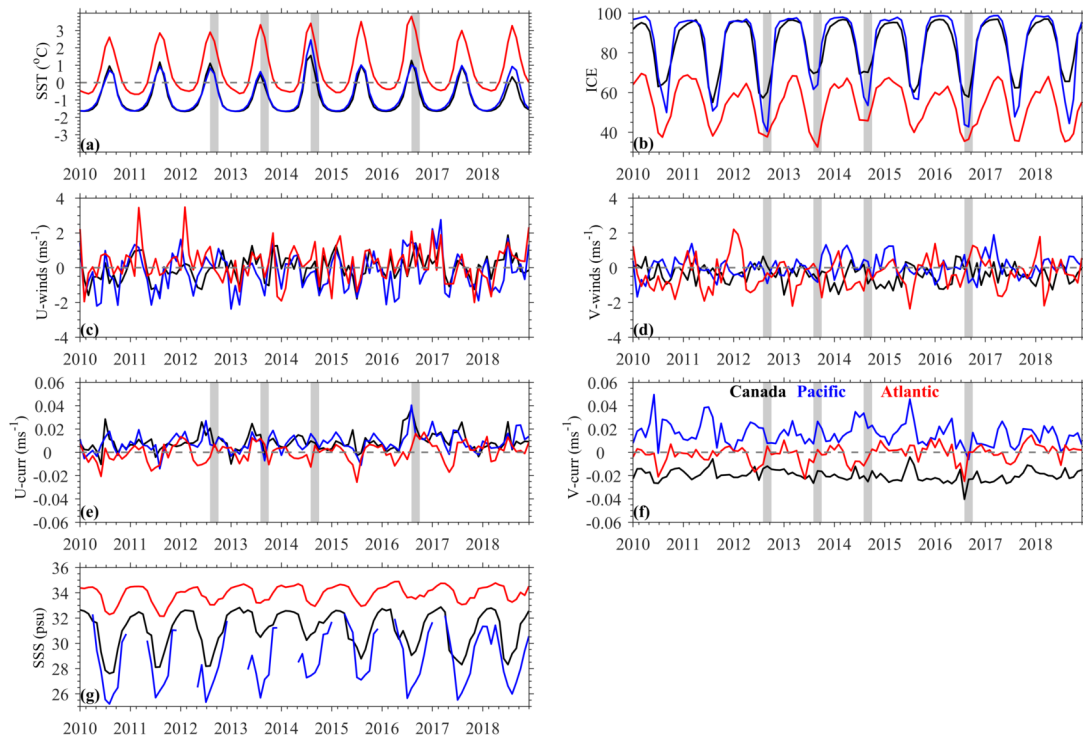 SST (°C)
3
2
1
0
1
2
3
(a)
2010 2011 2012 2013 2014 2015 2016 2017 2018
ICE
100
80
60
40
(b)
2010 2011 2012 2013 2014 2015 2016 2017 2018
U-winds (ms-1)
4
2
0
-2
-4
(c)
2010 2011 2012 2013 2014 2015 2016 2017 2018
V-winds (ms-1)
4
2
0
-2
-4
(d)
2010 2011 2012 2013 2014 2015 2016 2017 2018
U-curr (ms-1)
0.06
0.04
0.02
0
-0.02
-0.04
-0.06
(e)
2010 2011 2012 2013 2014 2015 2016 2017 2018
V-curr (ms-1)
0.06
0.04
0.02
0
-0.02
-0.04
-0.06
Canada Pacific Atlantic
(f)
2010 2011 2012 2013 2014 2015 2016 2017 2018
SSS (psu)
36
34
32
30
28
26
(g)
2010 2011 2012 2013 2014 2015 2016 2017 2018